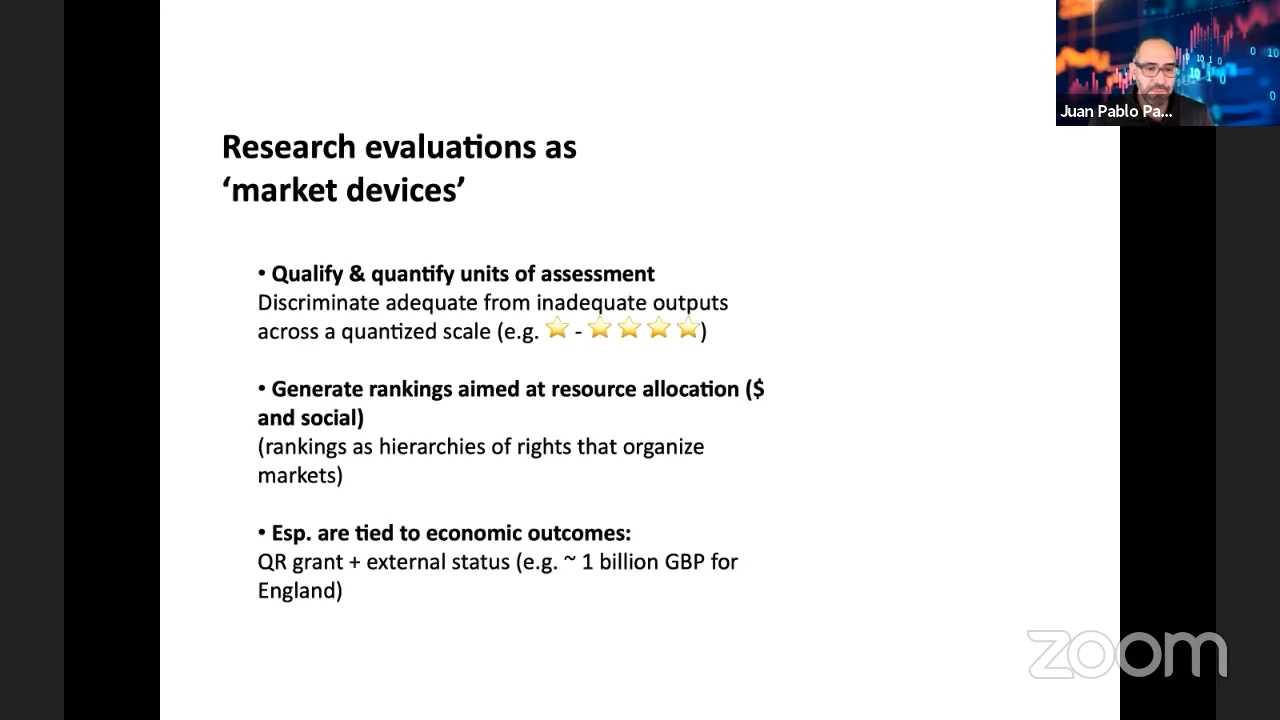 Juan Pablo Pa...
Research evaluations as
‘market devices’
• Qualify & quantify units of assessment
Discriminate adequate from inadequate outputs
across a quantized scale (e.g. ⭐ - ⭐ ⭐ ⭐ ⭐)
• Generate rankings aimed at resource allocation ($
and social)
(rankings as hierarchies of rights that organize
markets)
• Esp. are tied to economic outcomes:
QR grant + external status (e.g. ~ 1 billion GBP for
England)
zoom